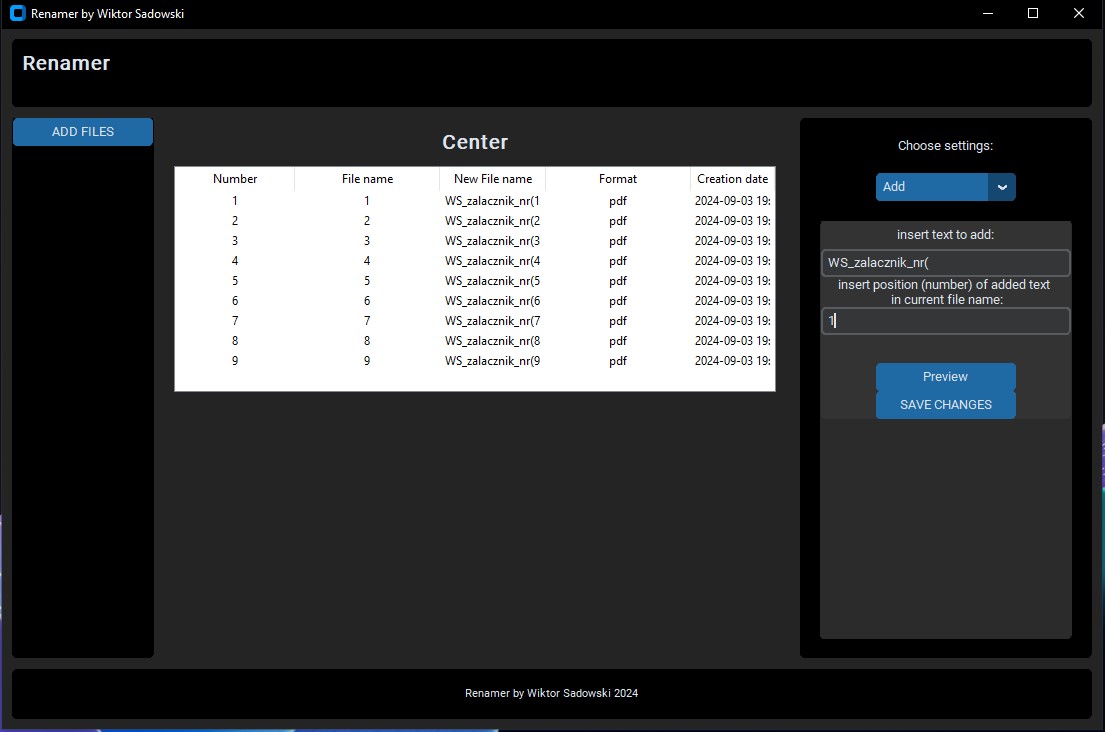 Renamer by Wiktor Sadowski
Renamer
ADD FILES
Center
Number File name New File name Format Creation date
1 1 WS_zalacznik_nr(1 pdf 2024-09-03 19:
2 2 WS_zalacznik_nr(2 pdf 2024-09-03 19:
3 3 WS_zalacznik_nr(3 pdf 2024-09-03 19:
4 4 WS_zalacznik_nr(4 pdf 2024-09-03 19:
5 5 WS_zalacznik_nr(5 pdf 2024-09-03 19:
6 6 WS_zalacznik_nr(6 pdf 2024-09-03 19:
7 7 WS_zalacznik_nr(7 pdf 2024-09-03 19:
8 8 WS_zalacznik_nr(8 pdf 2024-09-03 19:
9 9 WS_zalacznik_nr(9 pdf 2024-09-03 19:
Choose settings:
Add
insert text to add:
WS_zalacznik_nr(
insert position (number) of added text
in current file name:
1
Preview
SAVE CHANGES
Renamer by Wiktor Sadowski 2024